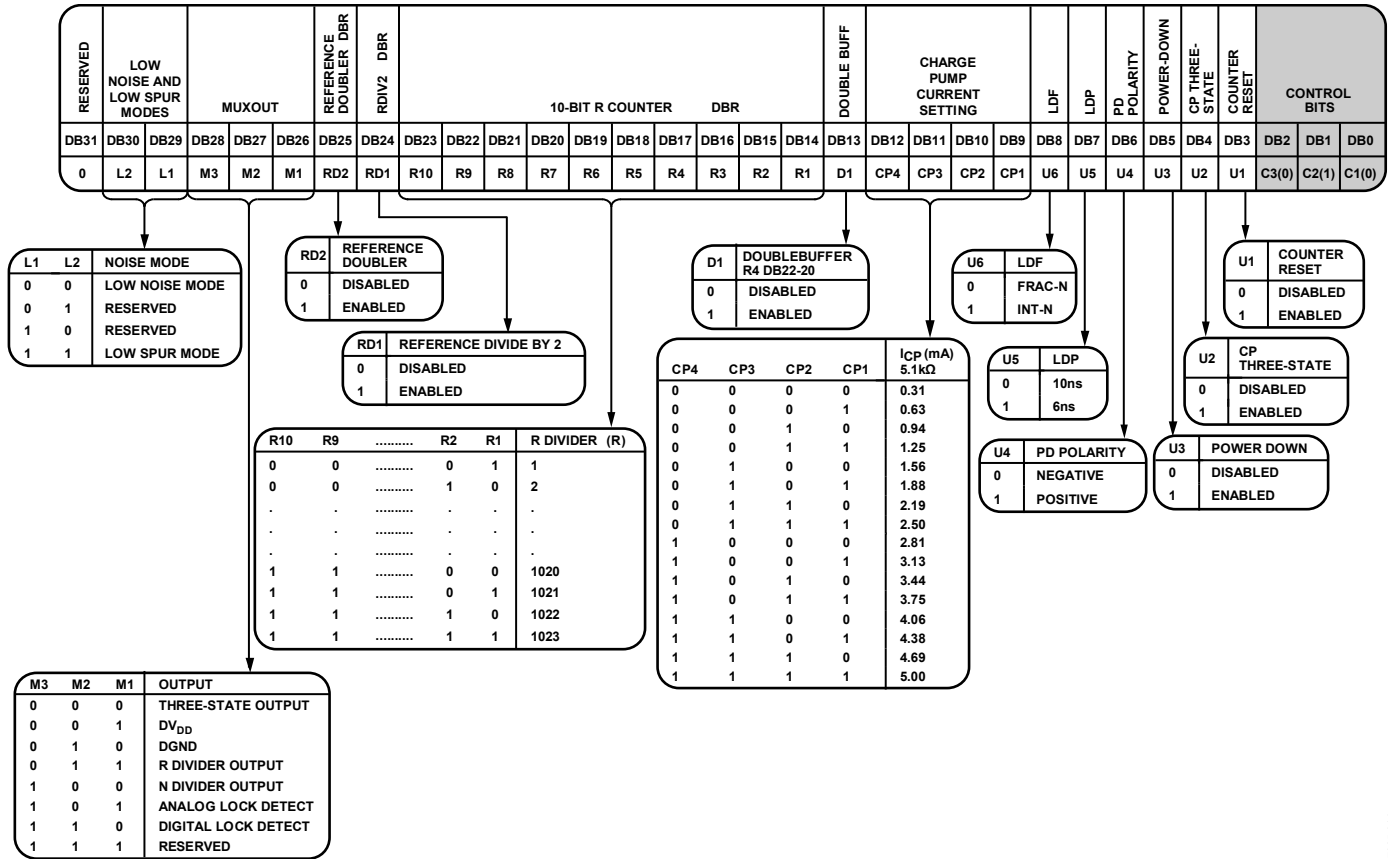 RESERVED
LOW
NOISE AND
LOW SPUR
MODES
MUXOUT
REFERENCE
DOUBLER DBR
RDIV2 DBR
10-BIT R COUNTER DBR
DOUBLE BUFF
CHARGE
PUMP
CURRENT
SETTING
LDF
LDP
PD
POLARITY
POWER-DOWN
CP THREE-
STATE
COUNTER
RESET
CONTROL
BITS
DB31 DB30 DB29 DB28 DB27 DB26 DB25 DB24 DB23 DB22 DB21 DB20 DB19 DB18 DB17 DB16 DB15 DB14 DB13 DB12 DB11 DB10 DB9 DB8 DB7 DB6 DB5 DB4 DB3 DB2 DB1 DB0
0 L2 L1 M3 M2 M1 RD2 RD1 R10 R9 R8 R7 R6 R5 R4 R3 R2 R1 D1 CP4 CP3 CP2 CP1 U6 U5 U4 U3 U2 U1 C3(0) C2(1) C1(0)
L1 L2 NOISE MODE
0 0 LOW NOISE MODE
0 1 RESERVED
1 0 RESERVED
1 1 LOW SPUR MODE
RD2 REFERENCE
DOUBLER
0 DISABLED
1 ENABLED
RD1 REFERENCE DIVIDE BY 2
0 DISABLED
1 ENABLED
R10 R9 .......... R2 R1 R DIVIDER (R)
0 0 .......... 0 1 1
0 0 .......... 1 0 2
. . .......... . . .
. . .......... . . .
. . .......... . . .
1 1 .......... 0 0 1020
1 1 .......... 0 1 1021
1 1 .......... 1 0 1022
1 1 .......... 1 1 1023
D1 DOUBLEBUFFER
R4 DB22-20
0 DISABLED
1 ENABLED
CP4 CP3 CP2 CP1 ICP (mA)
5.1kΩ
0 0 0 0 0.31
0 0 0 1 0.63
0 0 1 0 0.94
0 0 1 1 1.25
0 1 0 0 1.56
0 1 0 1 1.88
0 1 1 0 2.19
0 1 1 1 2.50
1 0 0 0 2.81
1 0 0 1 3.13
1 0 1 0 3.44
1 0 1 1 3.75
1 1 0 0 4.06
1 1 0 1 4.38
1 1 1 0 4.69
1 1 1 1 5.00
U6 LDF
0 FRAC-N
1 INT-N
U5 LDP
0 10ns
1 6ns
U4 PD POLARITY
0 NEGATIVE
1 POSITIVE
U1 COUNTER
RESET
0 DISABLED
1 ENABLED
U2 CP
THREE-STATE
0 DISABLED
1 ENABLED
U3 POWER DOWN
0 DISABLED
1 ENABLED
M3 M2 M1 OUTPUT
0 0 0 THREE-STATE OUTPUT
0 0 1 DVDD
0 1 0 DGND
0 1 1 R DIVIDER OUTPUT
1 0 0 N DIVIDER OUTPUT
1 0 1 ANALOG LOCK DETECT
1 1 0 DIGITAL LOCK DETECT
1 1 1 RESERVED